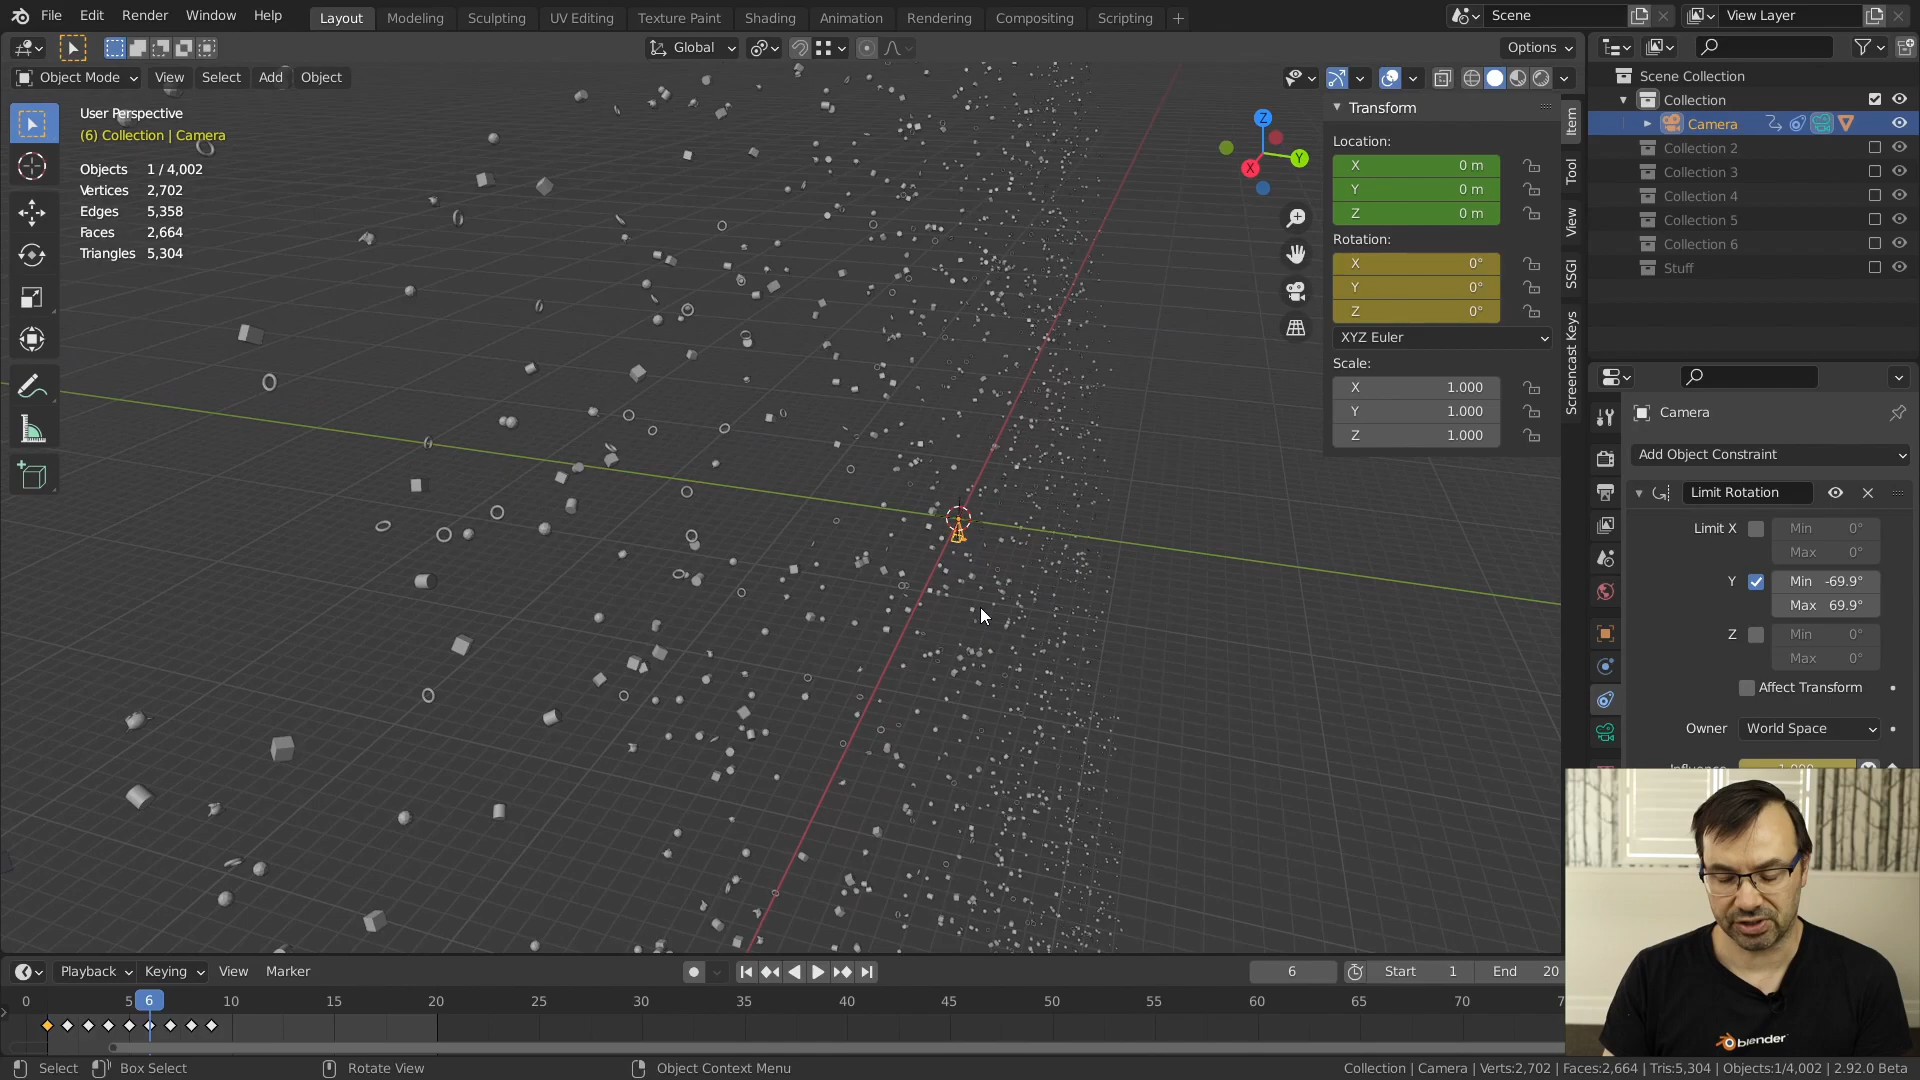 File Edit Render Window Help
Layout Modeling Sculpting UV Editing Texture Paint Shading Animation Rendering Compositing Scripting +
Scene View Layer
Global Options
Object Mode View Select Add Object
User Perspective
(6) Collection | Camera
Objects 1 / 4,002
Vertices 2,702
Edges 5,358
Faces 2,664
Triangles 5,304
Z
Y
X
Transform
Location:
X 0 m
Y 0 m
Z 0 m
Rotation:
X 0°
Y 0°
Z 0°
XYZ Euler
Scale:
X 1.000
Y 1.000
Z 1.000
Item
Tool
View
SSGI
Screencast Keys
Scene Collection
Collection
Camera
Collection 2
Collection 3
Collection 4
Collection 5
Collection 6
Stuff
Camera
Add Object Constraint
Limit Rotation
Limit X Min 0°
Max 0°
Y Min -69.9°
Max 69.9°
Z Min 0°
Max 0°
Affect Transform
Owner World Space
Influence 1.000
blender
Playback Keying View Marker
6 Start 1 End 20
0 5 6 10 15 20 25 30 35 40 45 50 55 60 65 70
Select Box Select Rotate View Object Context Menu
Collection | Camera | Verts:2,702 | Faces:2,664 | Tris:5,304 | Objects:1/4,002 | 2.92.0 Beta